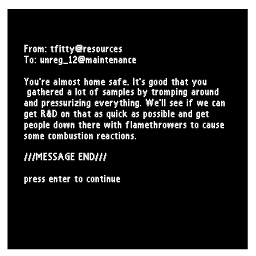 From: tfitty@resources
To: unreg_12@maintenance
You're almost home safe. It's good that you
gathered a lot of samples by tromping around
and pressurizing everything. We'll see if we can
get R&D on that as quick as possible and get
people down there with flamethrowers to cause
some combustion reactions.
///MESSAGE END///
press enter to continue